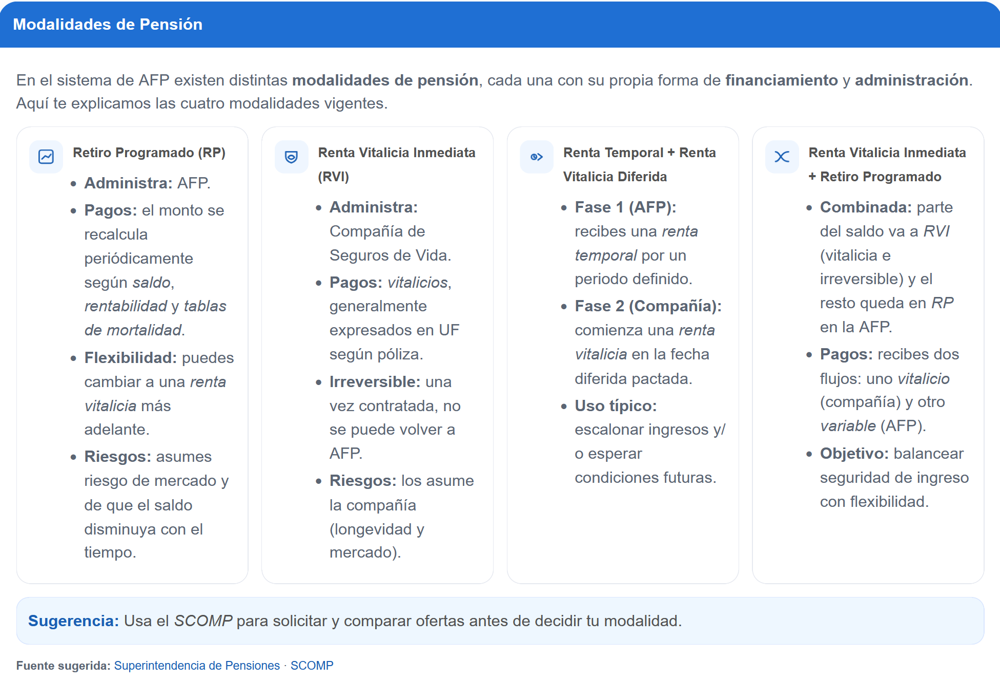 Modalidades de Pensión
En el sistema de AFP existen distintas modalidades de pensión, cada una con su propia forma de financiamiento y administración.
Aquí te explicamos las cuatro modalidades vigentes.
Retiro Programado (RP)
• Administra: AFP.
• Pagos: el monto se
recalcula
periódicamente
según saldo,
rentabilidad y tablas
de mortalidad.
• Flexibilidad: puedes
cambiar a una renta
vitalicia más
adelante.
• Riesgos: asumes
riesgo de mercado y
de que el saldo
disminuya con el
tiempo.
Renta Vitalicia Inmediata
(RVI)
• Administra:
Compañía de
Seguros de Vida.
• Pagos: vitalicios,
generalmente
expresados en UF
según póliza.
• Irreversible: una
vez contratada, no
se puede volver a
AFP.
• Riesgos: los asume
la compañía
(longevidad y
mercado).
Renta Temporal + Renta
Vitalicia Diferida
• Fase 1 (AFP):
recibes una renta
temporal por un
periodo definido.
• Fase 2 (Compañía):
comienza una renta
vitalicia en la fecha
diferida pactada.
• Uso típico:
escalonar ingresos y/
o esperar
condiciones futuras.
Renta Vitalicia Inmediata
+ Retiro Programado
• Combinada: parte
del saldo va a RVI
(vitalicia e
irreversible) y el
resto queda en RP
en la AFP.
• Pagos: recibes dos
flujos: uno vitalicio
(compañía) y otro
variable (AFP).
• Objetivo: balancear
seguridad de ingreso
con flexibilidad.
Sugerencia: Usa el SCOMP para solicitar y comparar ofertas antes de decidir tu modalidad.
Fuente sugerida: Superintendencia de Pensiones · SCOMP